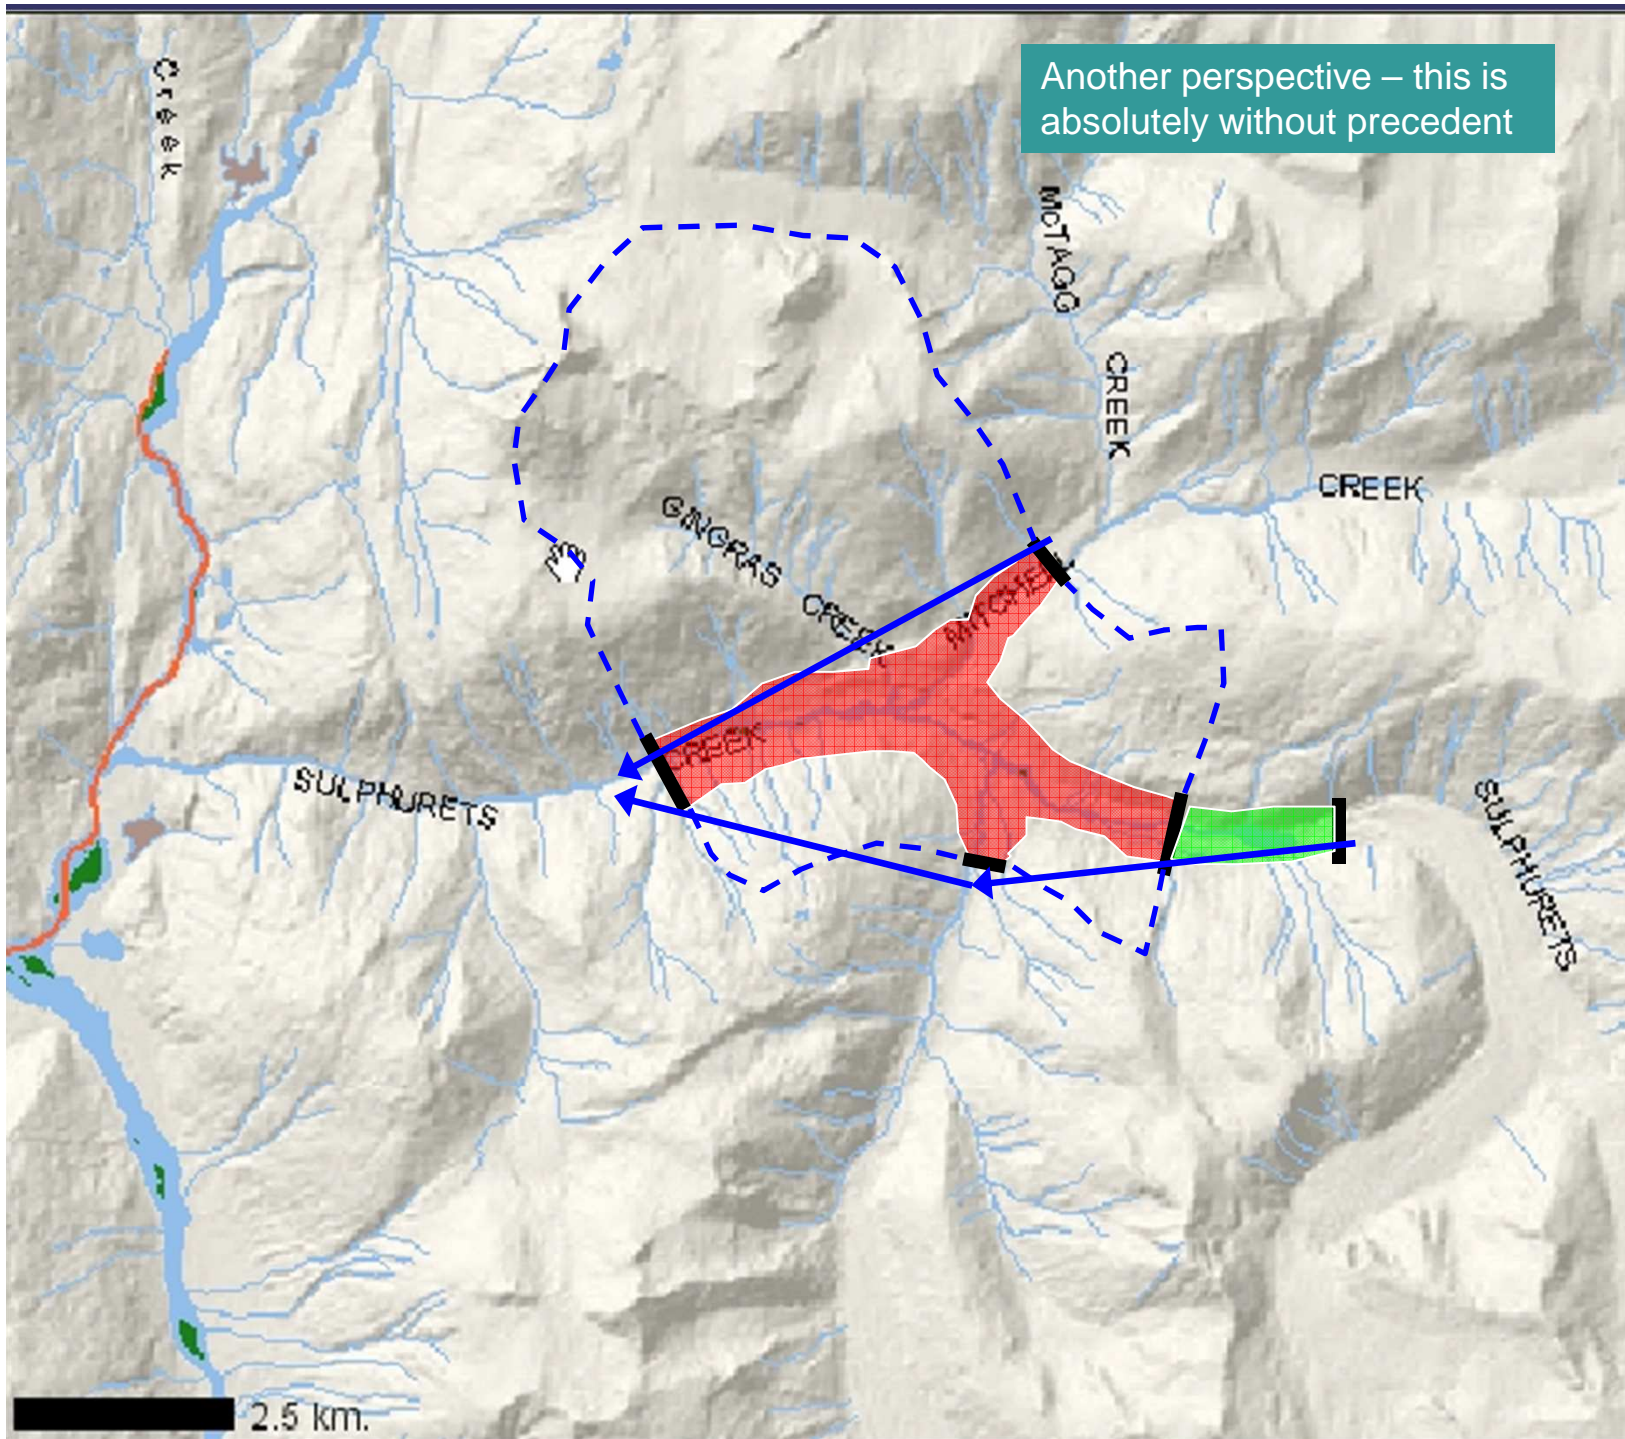 Another perspective – this is
absolutely without precedent
Creek
McTAGG
CREEK
CREEK
GINGRAS
CREEK
CREEK
SULPHURETS
SULPHURETS
2.5 km.